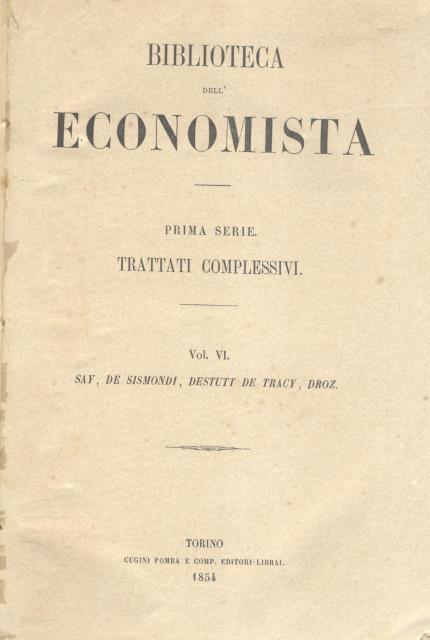 BIBLIOTECA
DELL'
ECONOMISTA
PRIMA SERIE.
TRATTATI COMPLESSIVI.
Vol. VI.
SAY, DE SISMONDI, DESTUTT DE TRACY, DROZ.
TORINO
CUGINI POMBA E COMP. EDITORI-LIBRAI.
1854